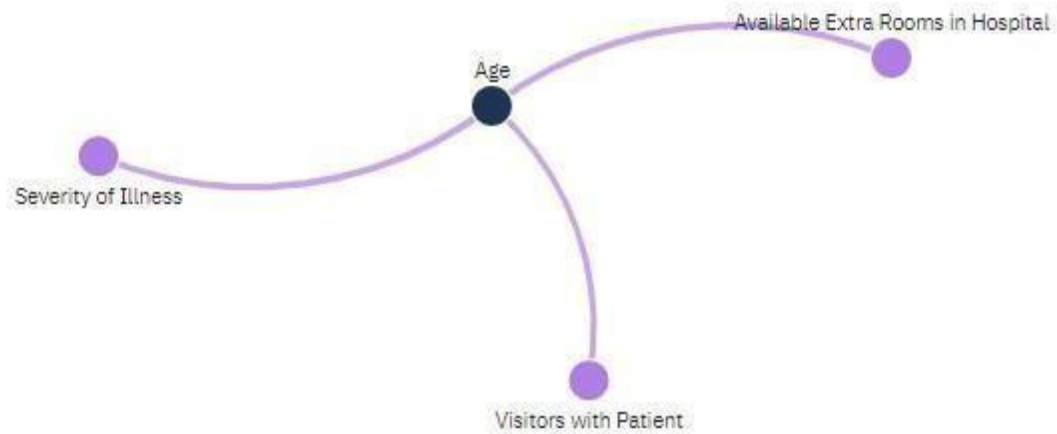 Available Extra Rooms in Hospital
Age
Severity of Illness
Visitors with Patient